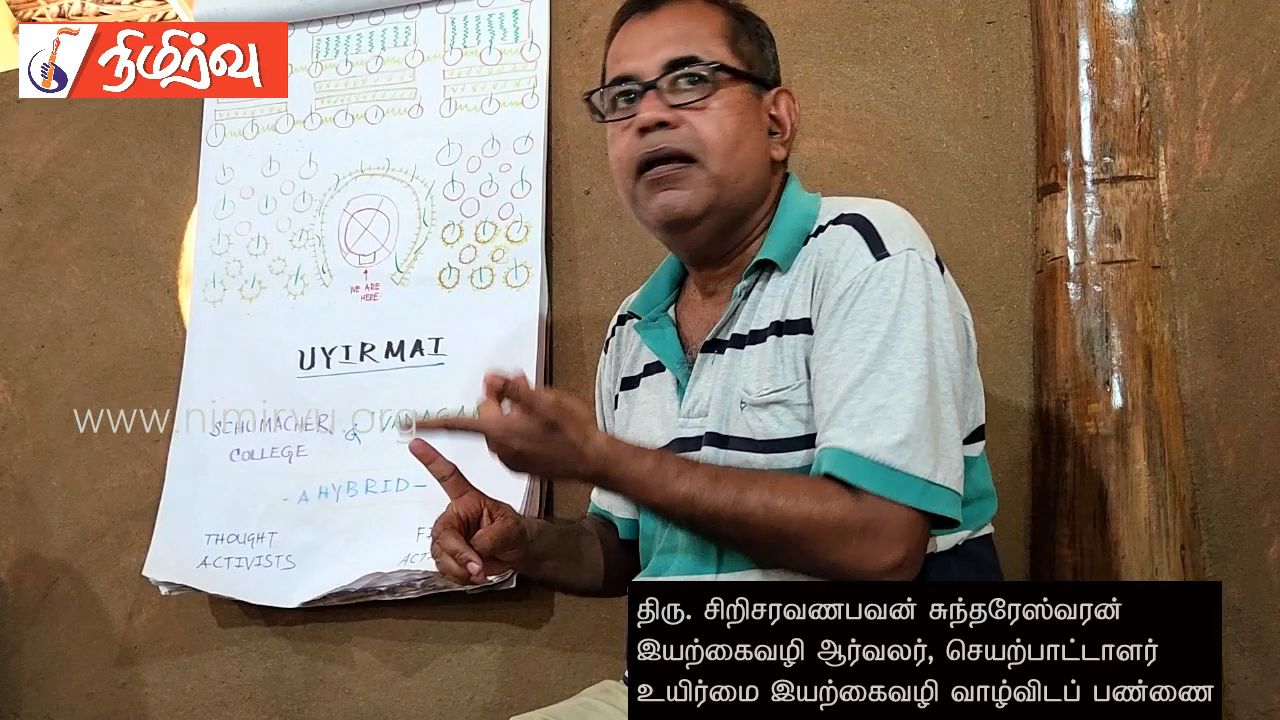 நிமிர்வு
WE ARE
HERE
UYIRMAI
www.nimirvu.org
SCHUMACHER &
COLLEGE
- A HYBRID -
THOUGHT
ACTIVISTS
திரு. சிறிசரவணபவன் சுந்தரேஸ்வரன்
இயற்கைவழி ஆர்வலர், செயற்பாட்டாளர்
உயிர்மை இயற்கைவழி வாழ்விடப் பண்ணை